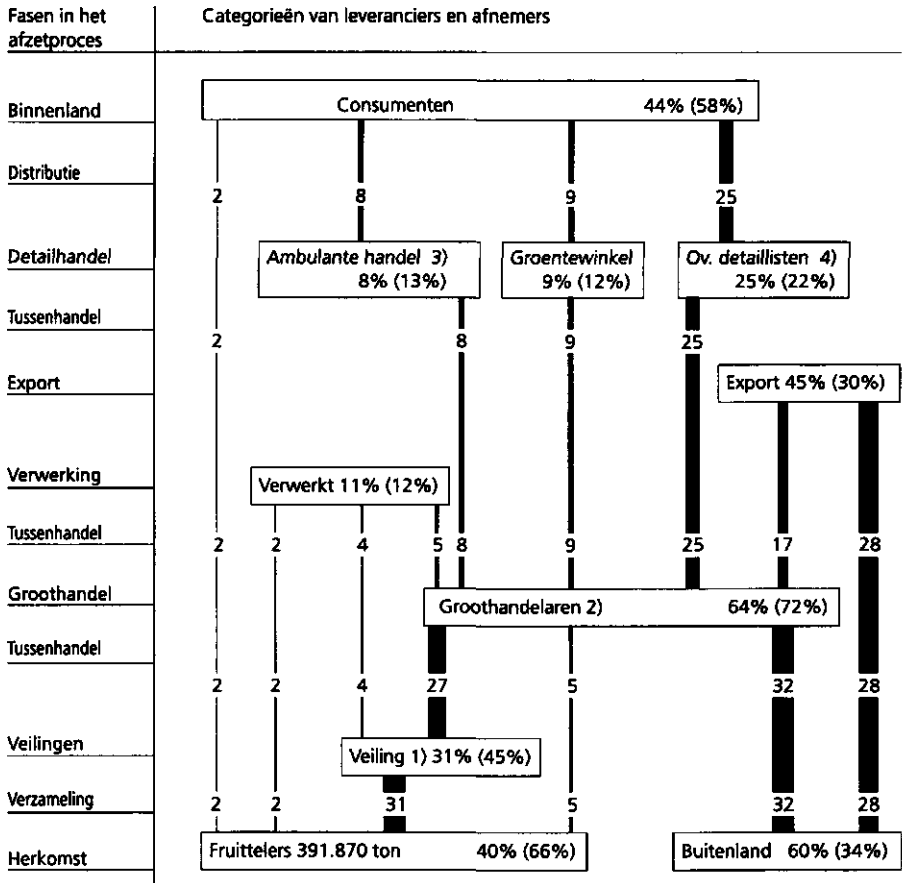 Fasen in het
afzetproces
Categorieën van leveranciers en afnemers
Binnenland
Consumenten 44% (58%)
Distributie
2 8 9 25
Detailhandel
Ambulante handel 3)
8% (13%)
Groentewinkel
9% (12%)
Ov. detaillisten 4)
25% (22%)
Tussenhandel
2 8 9 25
Export
Export 45% (30%)
Verwerking
Verwerkt 11% (12%)
Tussenhandel
2 2 4 5 8 9 25 17 28
Groothandel
Groothandelaren 2) 64% (72%)
Tussenhandel
2 2 4 27 5 32 28
Veilingen
Veiling 1) 31% (45%)
Verzameling
2 2 31 5 32 28
Herkomst
Fruittelers 391.870 ton 40% (66%)
Buitenland 60% (34%)